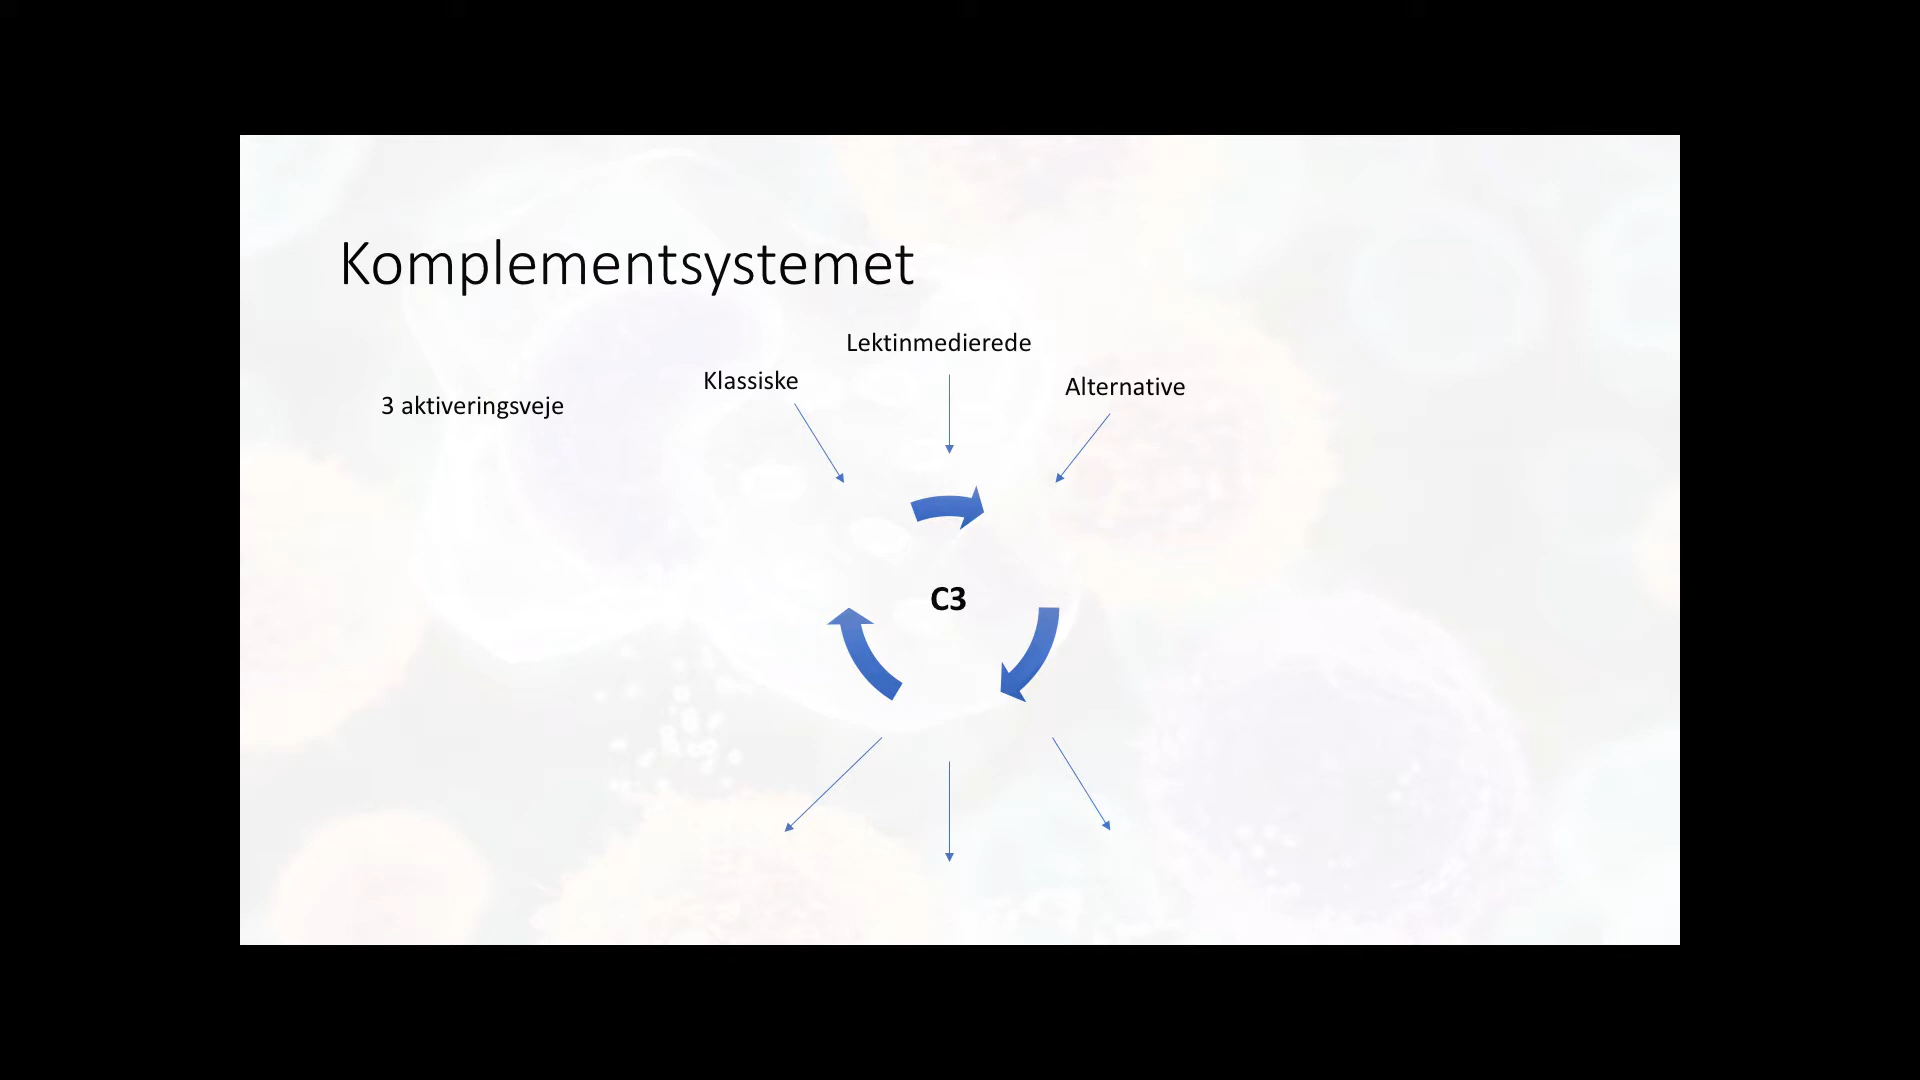 Komplementsystemet
Lektinmedierede
Klassiske
Alternative
3 aktiveringsveje
C3